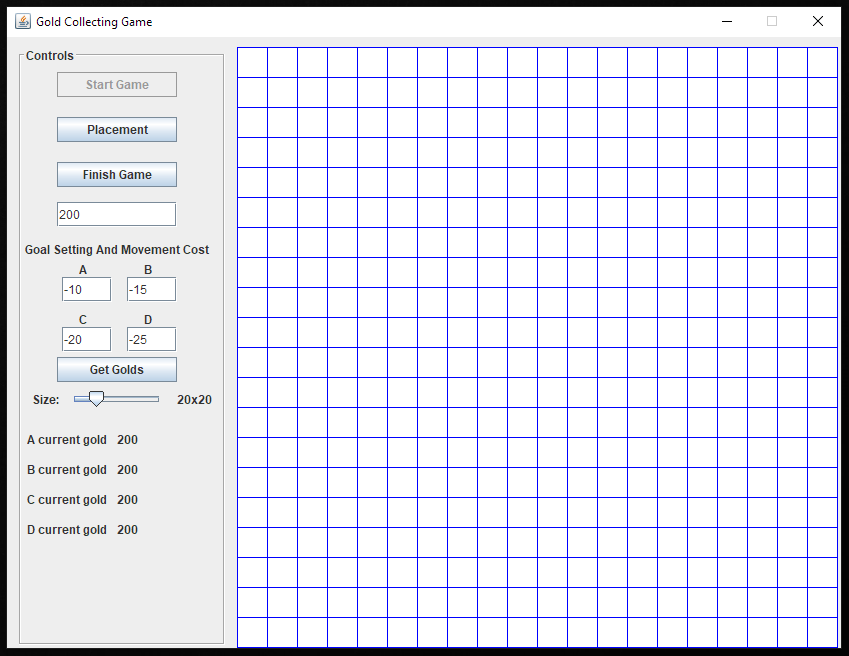 Gold Collecting Game
Controls
Start Game
Placement
Finish Game
200
Goal Setting And Movement Cost
A B
-10 -15
C D
-20 -25
Get Golds
Size: 20x20
A current gold 200
B current gold 200
C current gold 200
D current gold 200